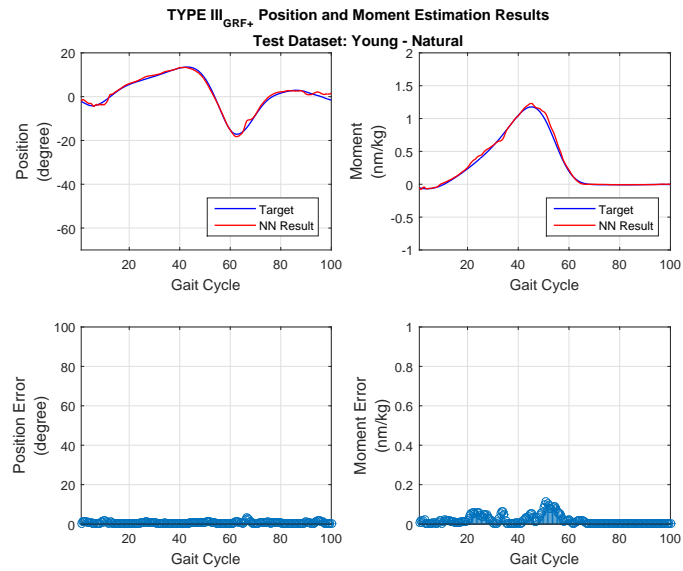 TYPE III_GRF+ Position and Moment Estimation Results
Test Dataset: Young - Natural
20
0
-20
-40
-60
Position
(degree)
Target
NN Result
20 40 60 80 100
Gait Cycle
2
1.5
1
0.5
0
-0.5
-1
Moment
(nm/kg)
Target
NN Result
20 40 60 80 100
Gait Cycle
100
80
60
40
20
0
Position Error
(degree)
20 40 60 80 100
Gait Cycle
1
0.8
0.6
0.4
0.2
0
Moment Error
(nm/kg)
20 40 60 80 100
Gait Cycle